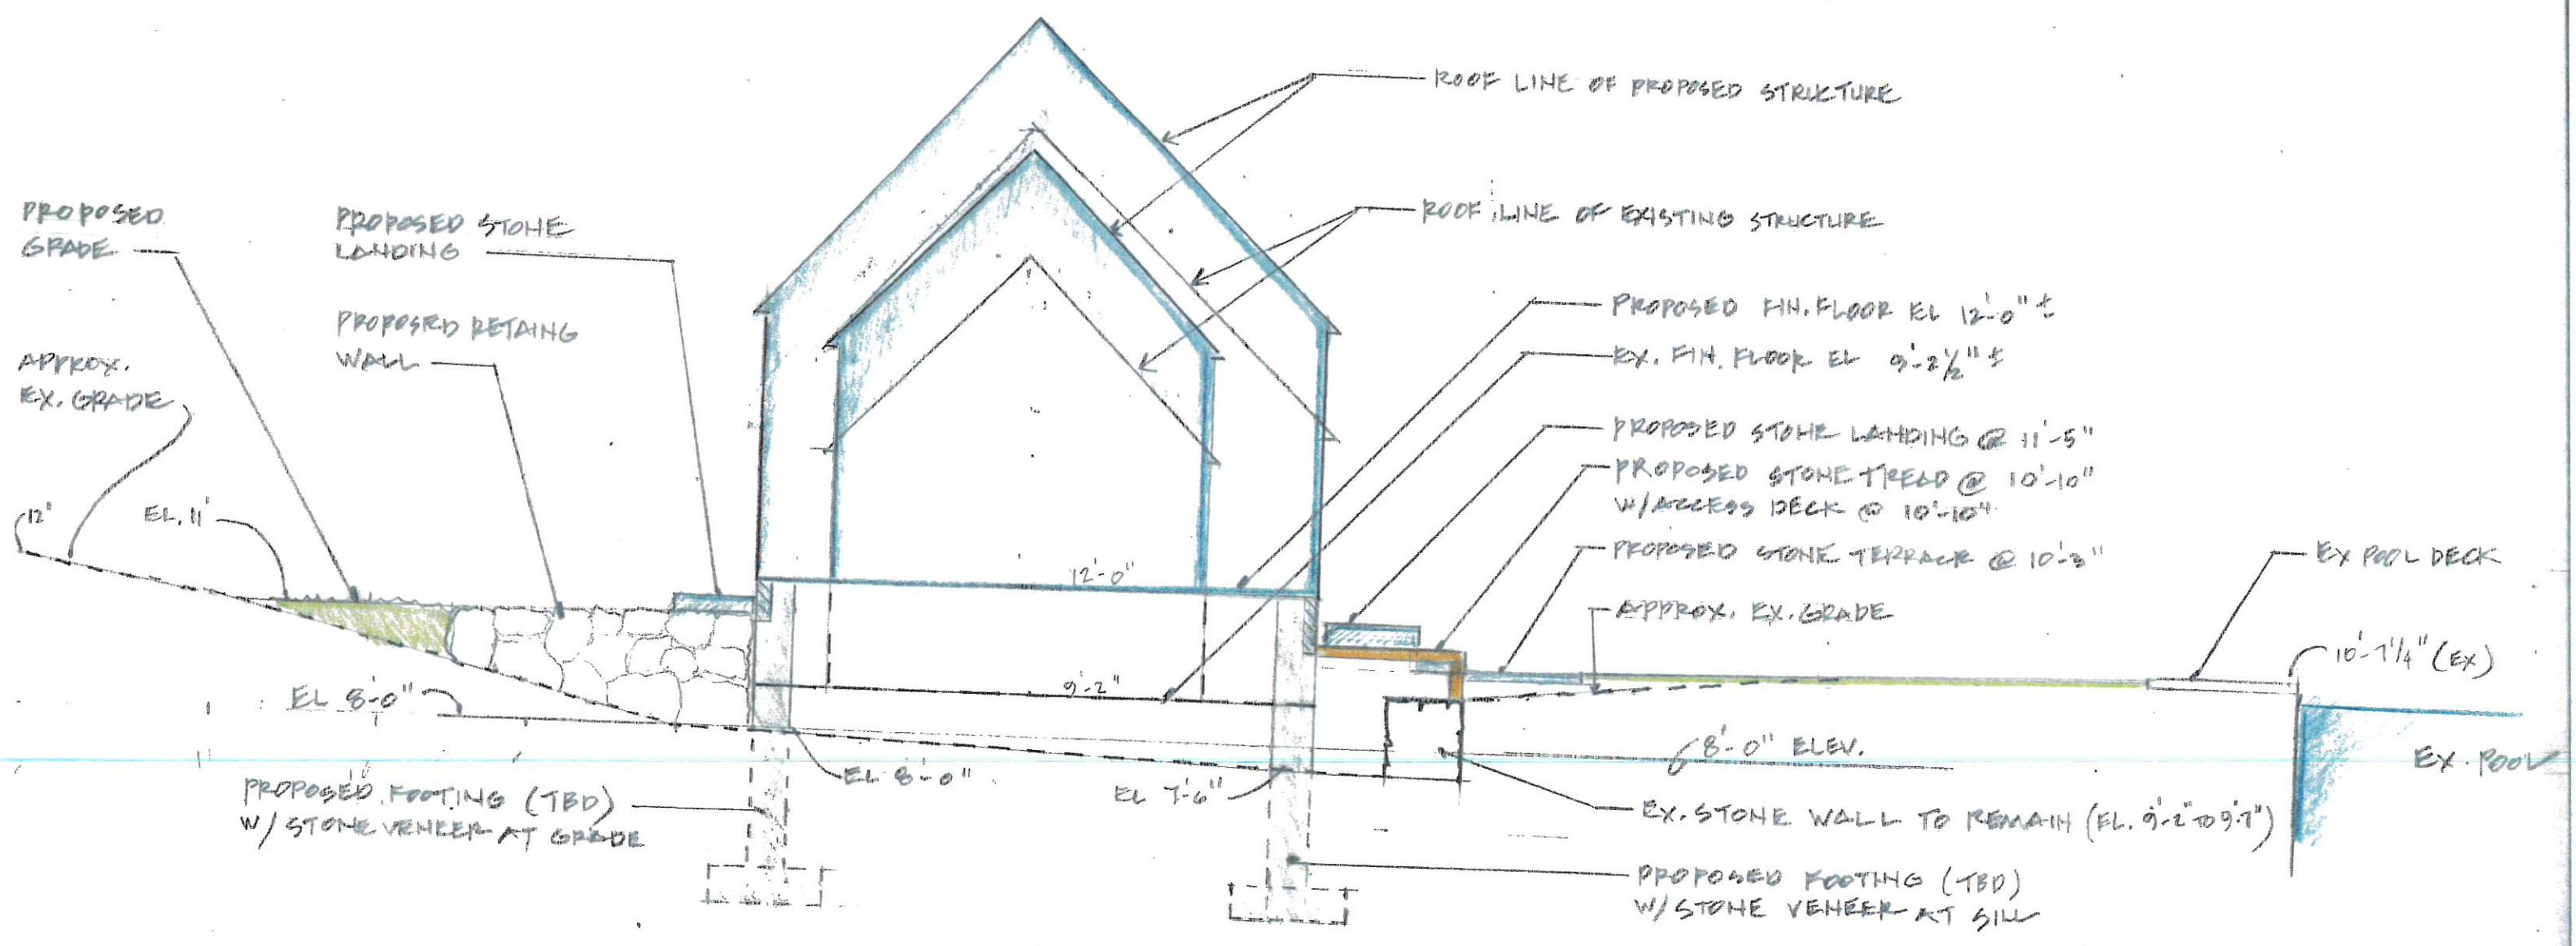 ROOF LINE OF PROPOSED STRUCTURE
ROOF LINE OF EXISTING STRUCTURE
PROPOSED
GRADE
PROPOSED STONE
LANDING
PROPOSED RETAING
WALL
APPROX.
EX. GRADE
12'
EL. 11'
PROPOSED FIN. FLOOR EL 12'-0" ±
EX. FIN. FLOOR EL 9'-2½" ±
PROPOSED STONE LANDING @ 11'-5"
PROPOSED STONE TREAD @ 10'-10"
W/ACCESS DECK @ 10'-10"
PROPOSED STONE TERRACE @ 10'-3"
EX POOL DECK
APPROX. EX. GRADE
12'-0"
9'-2"
10'-7¼" (EX)
EL 8'-0"
8'-0" ELEV.
EX. POOL
EL 8'-0"
EL 7'-6"
PROPOSED FOOTING (TBD)
W/ STONE VENEER AT GRADE
EX. STONE WALL TO REMAIN (EL. 9'-2" TO 9'-7")
PROPOSED FOOTING (TBD)
W/ STONE VENEER AT SILL